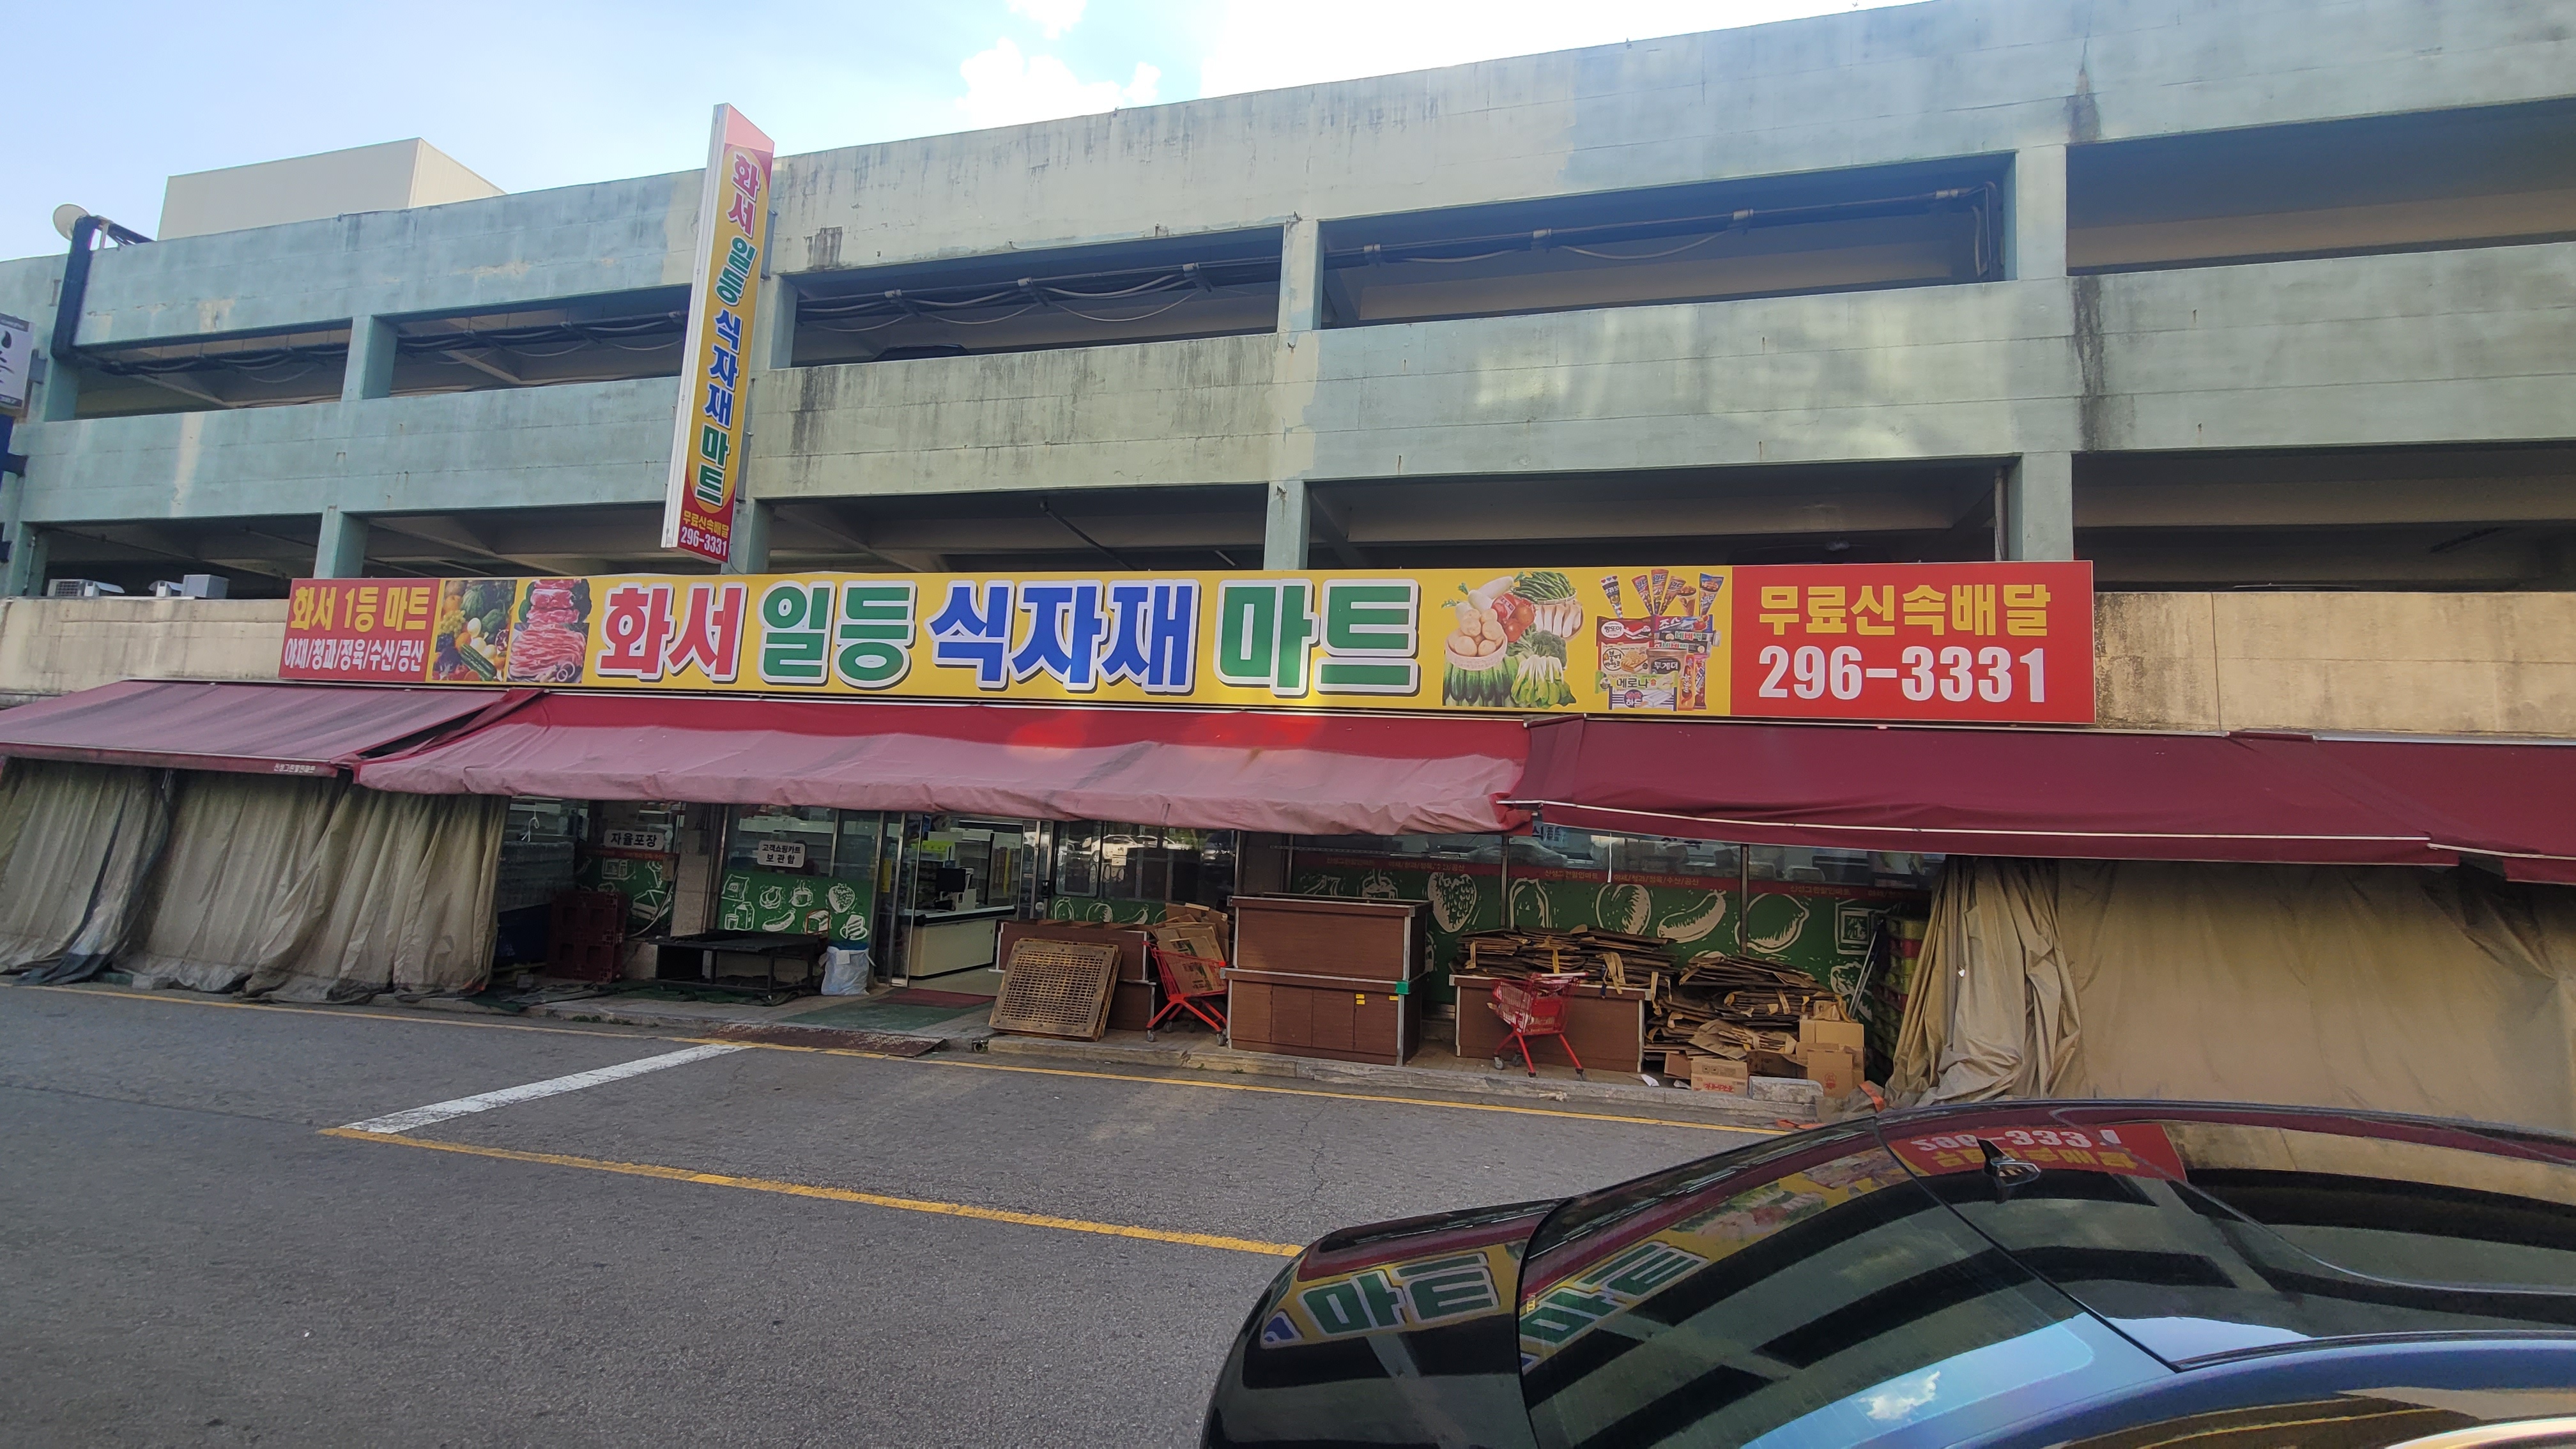 화서
일등
식자재
마트
무료신속배달
296-3331
화서 1등 마트
야채/청과/정육/수산/공산
화서 일등 식자재 마트
메로나
무료신속배달
296-3331
자율포장
고객쇼핑카트
보관함